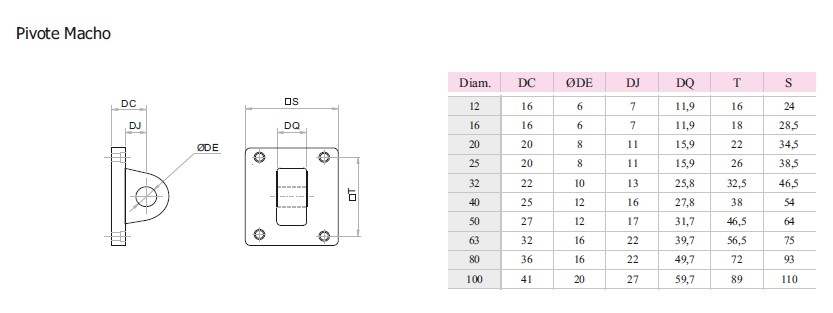 Pivote Macho
DC
DJ
ØDE
□S
DQ
□T
Diam. DC ØDE DJ DQ T S
12 16 6 7 11,9 16 24
16 16 6 7 11,9 18 28,5
20 20 8 11 15,9 22 34,5
25 20 8 11 15,9 26 38,5
32 22 10 13 25,8 32,5 46,5
40 25 12 16 27,8 38 54
50 27 12 17 31,7 46,5 64
63 32 16 22 39,7 56,5 75
80 36 16 22 49,7 72 93
100 41 20 27 59,7 89 110